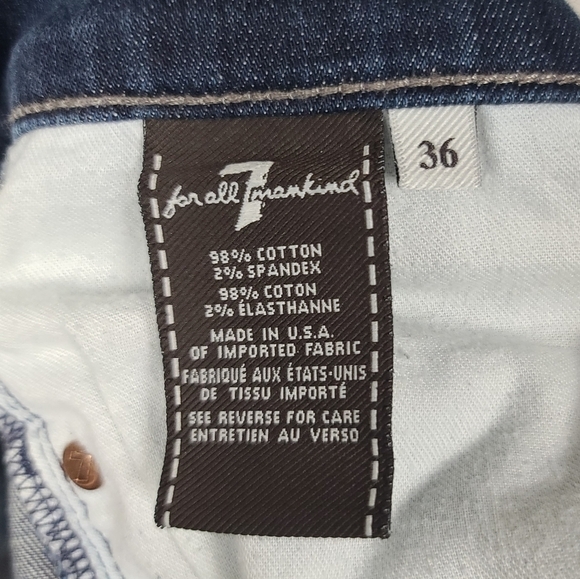 for all 7 mankind
36
98% COTTON
2% SPANDEX
98% COTON
2% ÉLASTHANNE
MADE IN U.S.A.
OF IMPORTED FABRIC
FABRIQUÉ AUX ÉTATS-UNIS
DE TISSU IMPORTÉ
SEE REVERSE FOR CARE
ENTRETIEN AU VERSO